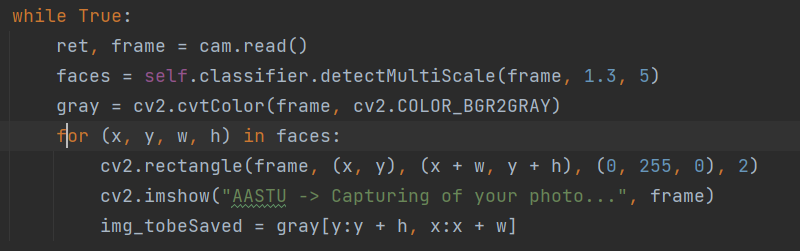 while True:
    ret, frame = cam.read()
    faces = self.classifier.detectMultiScale(frame, 1.3, 5)
    gray = cv2.cvtColor(frame, cv2.COLOR_BGR2GRAY)
    for (x, y, w, h) in faces:
        cv2.rectangle(frame, (x, y), (x + w, y + h), (0, 255, 0), 2)
        cv2.imshow("AASTU -> Capturing of your photo...", frame)
        img_tobeSaved = gray[y:y + h, x:x + w]